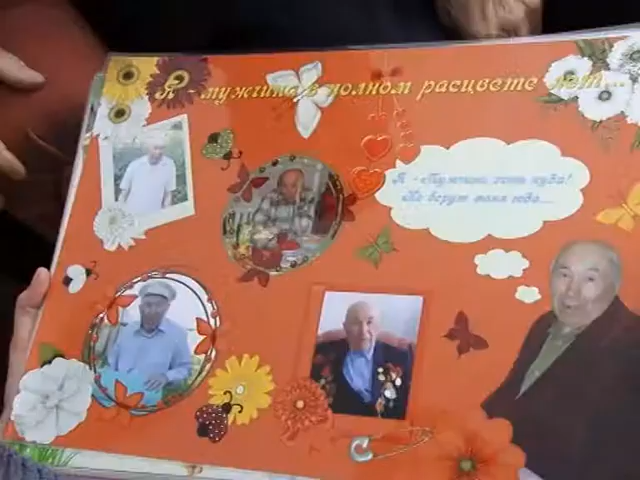 Я - мужчина в полном расцвете лет...
Я - Мужчина хоть куда!
Не берут меня года...